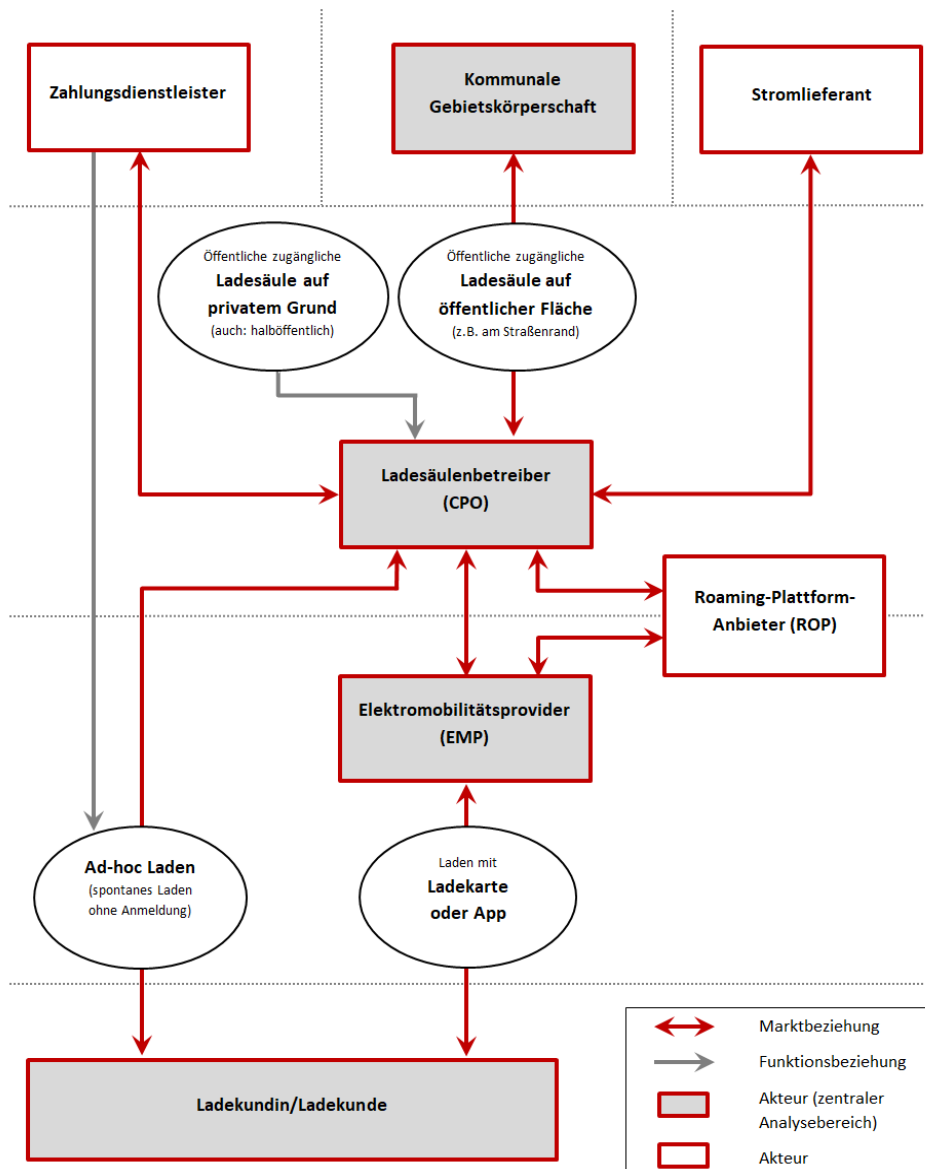 Zahlungsdienstleister
Kommunale
Gebietskörperschaft
Stromlieferant
Öffentliche zugängliche
Ladesäule auf
privatem Grund
(auch: halböffentlich)
Öffentliche zugängliche
Ladesäule auf
öffentlicher Fläche
(z.B. am Straßenrand)
Ladesäulenbetreiber
(CPO)
Roaming-Plattform-
Anbieter (ROP)
Elektromobilitätsprovider
(EMP)
Ad-hoc Laden
(spontanes Laden
ohne Anmeldung)
Laden mit
Ladekarte
oder App
Ladekundin/Ladekunde
Marktbeziehung
Funktionsbeziehung
Akteur (zentraler
Analysebereich)
Akteur